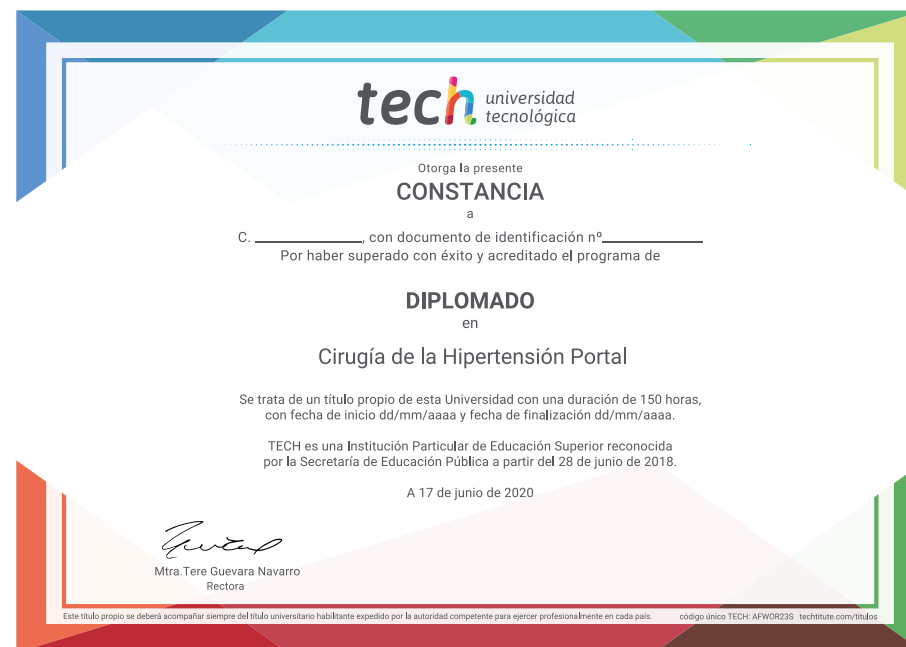 tech universidad
tecnológica
Otorga la presente
CONSTANCIA
a
C. ______________, con documento de identificación nº______________
Por haber superado con éxito y acreditado el programa de
DIPLOMADO
en
Cirugía de la Hipertensión Portal
Se trata de un título propio de esta Universidad con una duración de 150 horas,
con fecha de inicio dd/mm/aaaa y fecha de finalización dd/mm/aaaa.
TECH es una Institución Particular de Educación Superior reconocida
por la Secretaría de Educación Pública a partir del 28 de junio de 2018.
A 17 de junio de 2020
Mtra.Tere Guevara Navarro
Rectora
Este título propio se deberá acompañar siempre del título universitario habilitante expedido por la autoridad competente para ejercer profesionalmente en cada país. código único TECH: AFWOR23S techtitute.com/titulos